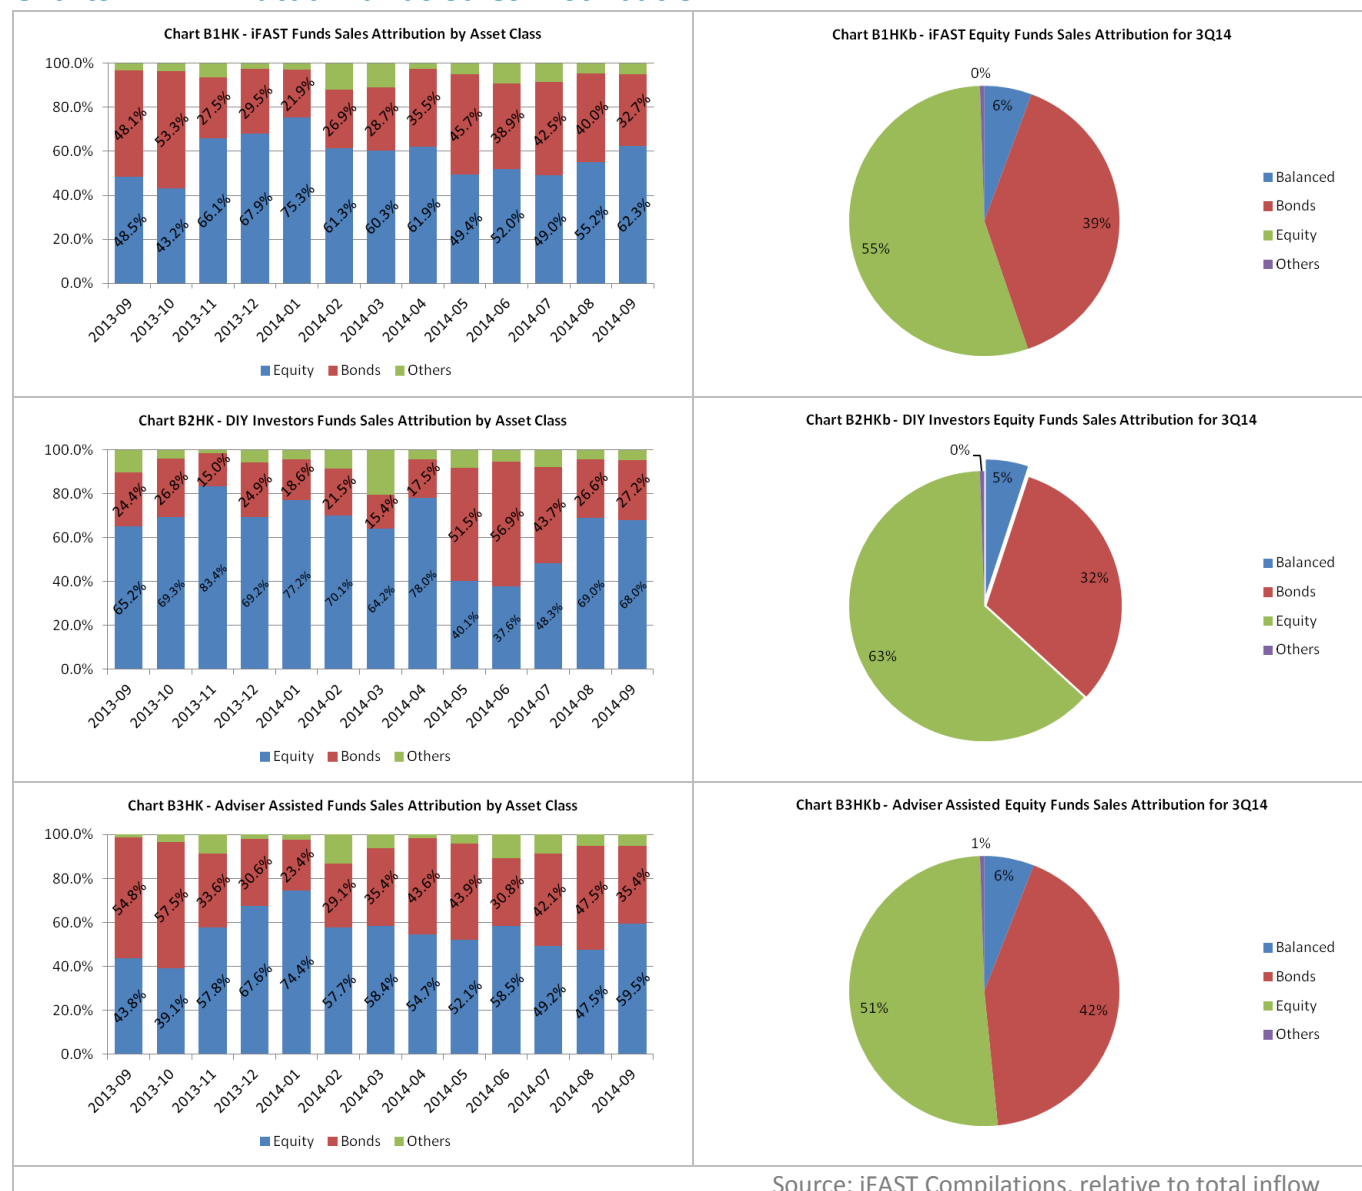 Chart B1HK - iFAST Funds Sales Attribution by Asset Class
100.0%
80.0%
60.0%
40.0%
20.0%
0.0%
48.1% 53.3% 27.5% 29.5% 21.9% 26.9% 28.7% 35.5% 45.7% 38.9% 42.5% 40.0% 32.7%
48.5% 43.2% 66.1% 67.9% 75.3% 61.3% 60.3% 61.9% 49.4% 52.0% 49.0% 55.2% 62.3%
2013-09 2013-10 2013-11 2013-12 2014-01 2014-02 2014-03 2014-04 2014-05 2014-06 2014-07 2014-08 2014-09
Equity Bonds Others
Chart B1HKb - iFAST Equity Funds Sales Attribution for 3Q14
0%
6%
39%
55%
Balanced
Bonds
Equity
Others
Chart B2HK - DIY Investors Funds Sales Attribution by Asset Class
100.0%
80.0%
60.0%
40.0%
20.0%
0.0%
24.4% 26.8% 15.0% 24.9% 18.6% 21.5% 15.4% 17.5% 51.5% 56.9% 43.7% 26.6% 27.2%
65.2% 69.3% 83.4% 69.2% 77.2% 70.1% 64.2% 78.0% 40.1% 37.6% 48.3% 69.0% 68.0%
2013-09 2013-10 2013-11 2013-12 2014-01 2014-02 2014-03 2014-04 2014-05 2014-06 2014-07 2014-08 2014-09
Equity Bonds Others
Chart B2HKb - DIY Investors Equity Funds Sales Attribution for 3Q14
0%
5%
32%
63%
Balanced
Bonds
Equity
Others
Chart B3HK - Adviser Assisted Funds Sales Attribution by Asset Class
100.0%
80.0%
60.0%
40.0%
20.0%
0.0%
54.8% 57.5% 33.6% 30.6% 23.4% 29.1% 35.4% 43.6% 43.9% 30.8% 42.1% 47.5% 35.4%
43.8% 39.1% 57.8% 67.6% 74.4% 57.7% 58.4% 54.7% 52.1% 58.5% 49.2% 47.5% 59.5%
2013-09 2013-10 2013-11 2013-12 2014-01 2014-02 2014-03 2014-04 2014-05 2014-06 2014-07 2014-08 2014-09
Equity Bonds Others
Chart B3HKb - Adviser Assisted Equity Funds Sales Attribution for 3Q14
1%
6%
42%
51%
Balanced
Bonds
Equity
Others
Source: iFAST Compilations, relative to total inflow